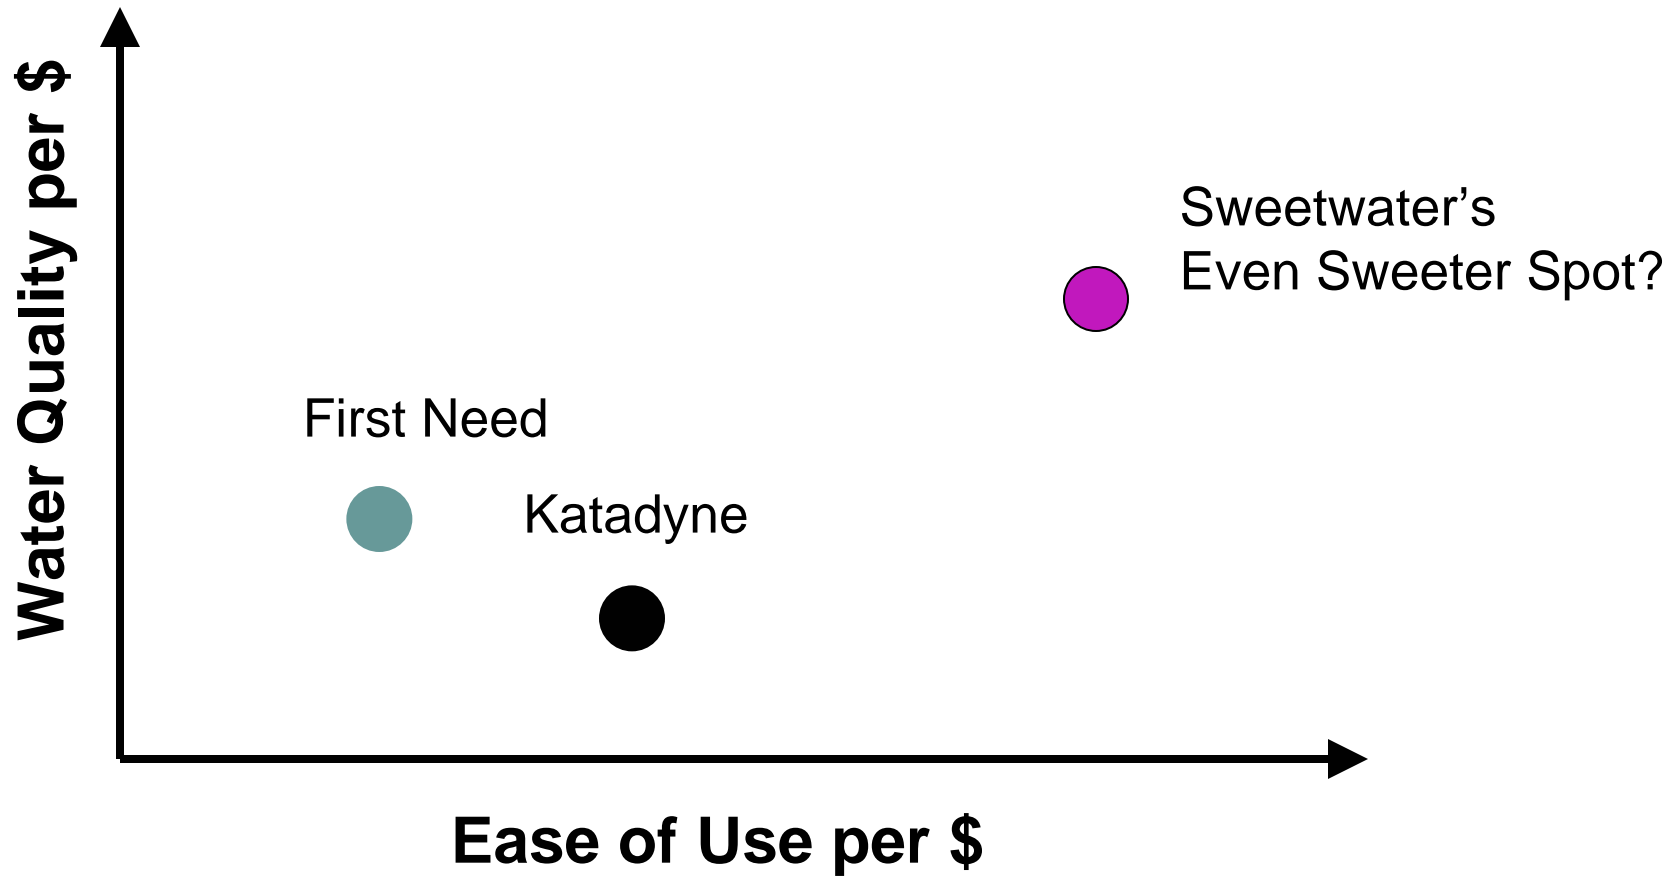 Water Quality per $
Sweetwater’s
Even Sweeter Spot?
First Need
Katadyne
Ease of Use per $